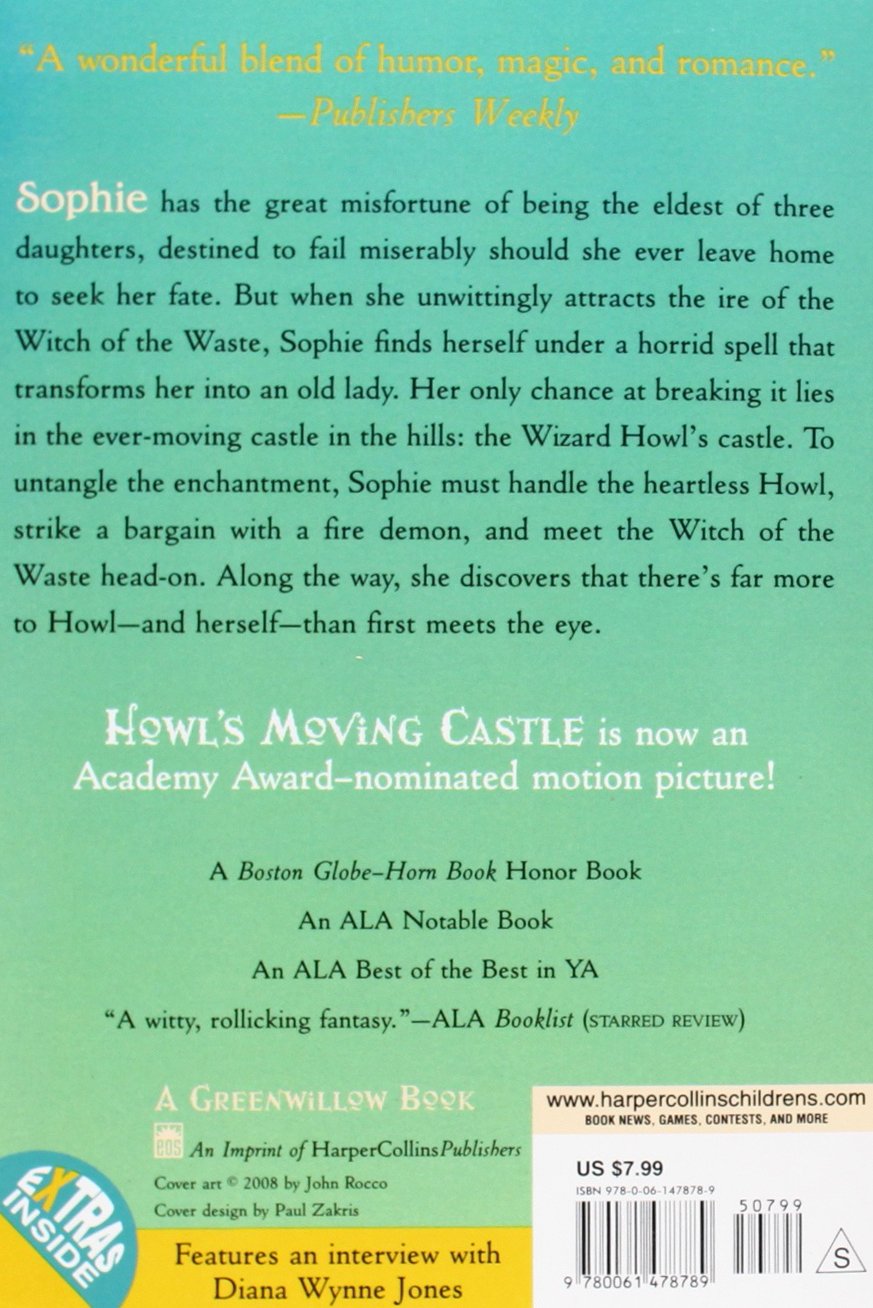 “A wonderful blend of humor, magic, and romance.”
—Publishers Weekly
Sophie has the great misfortune of being the eldest of three
daughters, destined to fail miserably should she ever leave home
to seek her fate. But when she unwittingly attracts the ire of the
Witch of the Waste, Sophie finds herself under a horrid spell that
transforms her into an old lady. Her only chance at breaking it lies
in the ever-moving castle in the hills: the Wizard Howl’s castle. To
untangle the enchantment, Sophie must handle the heartless Howl,
strike a bargain with a fire demon, and meet the Witch of the
Waste head-on. Along the way, she discovers that there’s far more
to Howl—and herself—than first meets the eye.
HOWL’S MOViNG CASTLE is now an
Academy Award–nominated motion picture!
A Boston Globe–Horn Book Honor Book
An ALA Notable Book
An ALA Best of the Best in YA
“A witty, rollicking fantasy.”—ALA Booklist (STARRED REVIEW)
A GREENWiLLOW BOOK
eos An Imprint of HarperCollinsPublishers
Cover art © 2008 by John Rocco
Cover design by Paul Zakris
EXTRAS
INSIDE
Features an interview with
Diana Wynne Jones
www.harpercollinschildrens.com
BOOK NEWS, GAMES, CONTESTS, AND MORE
US $7.99
ISBN 978-0-06-147878-9
50799
9 780061 478789
S